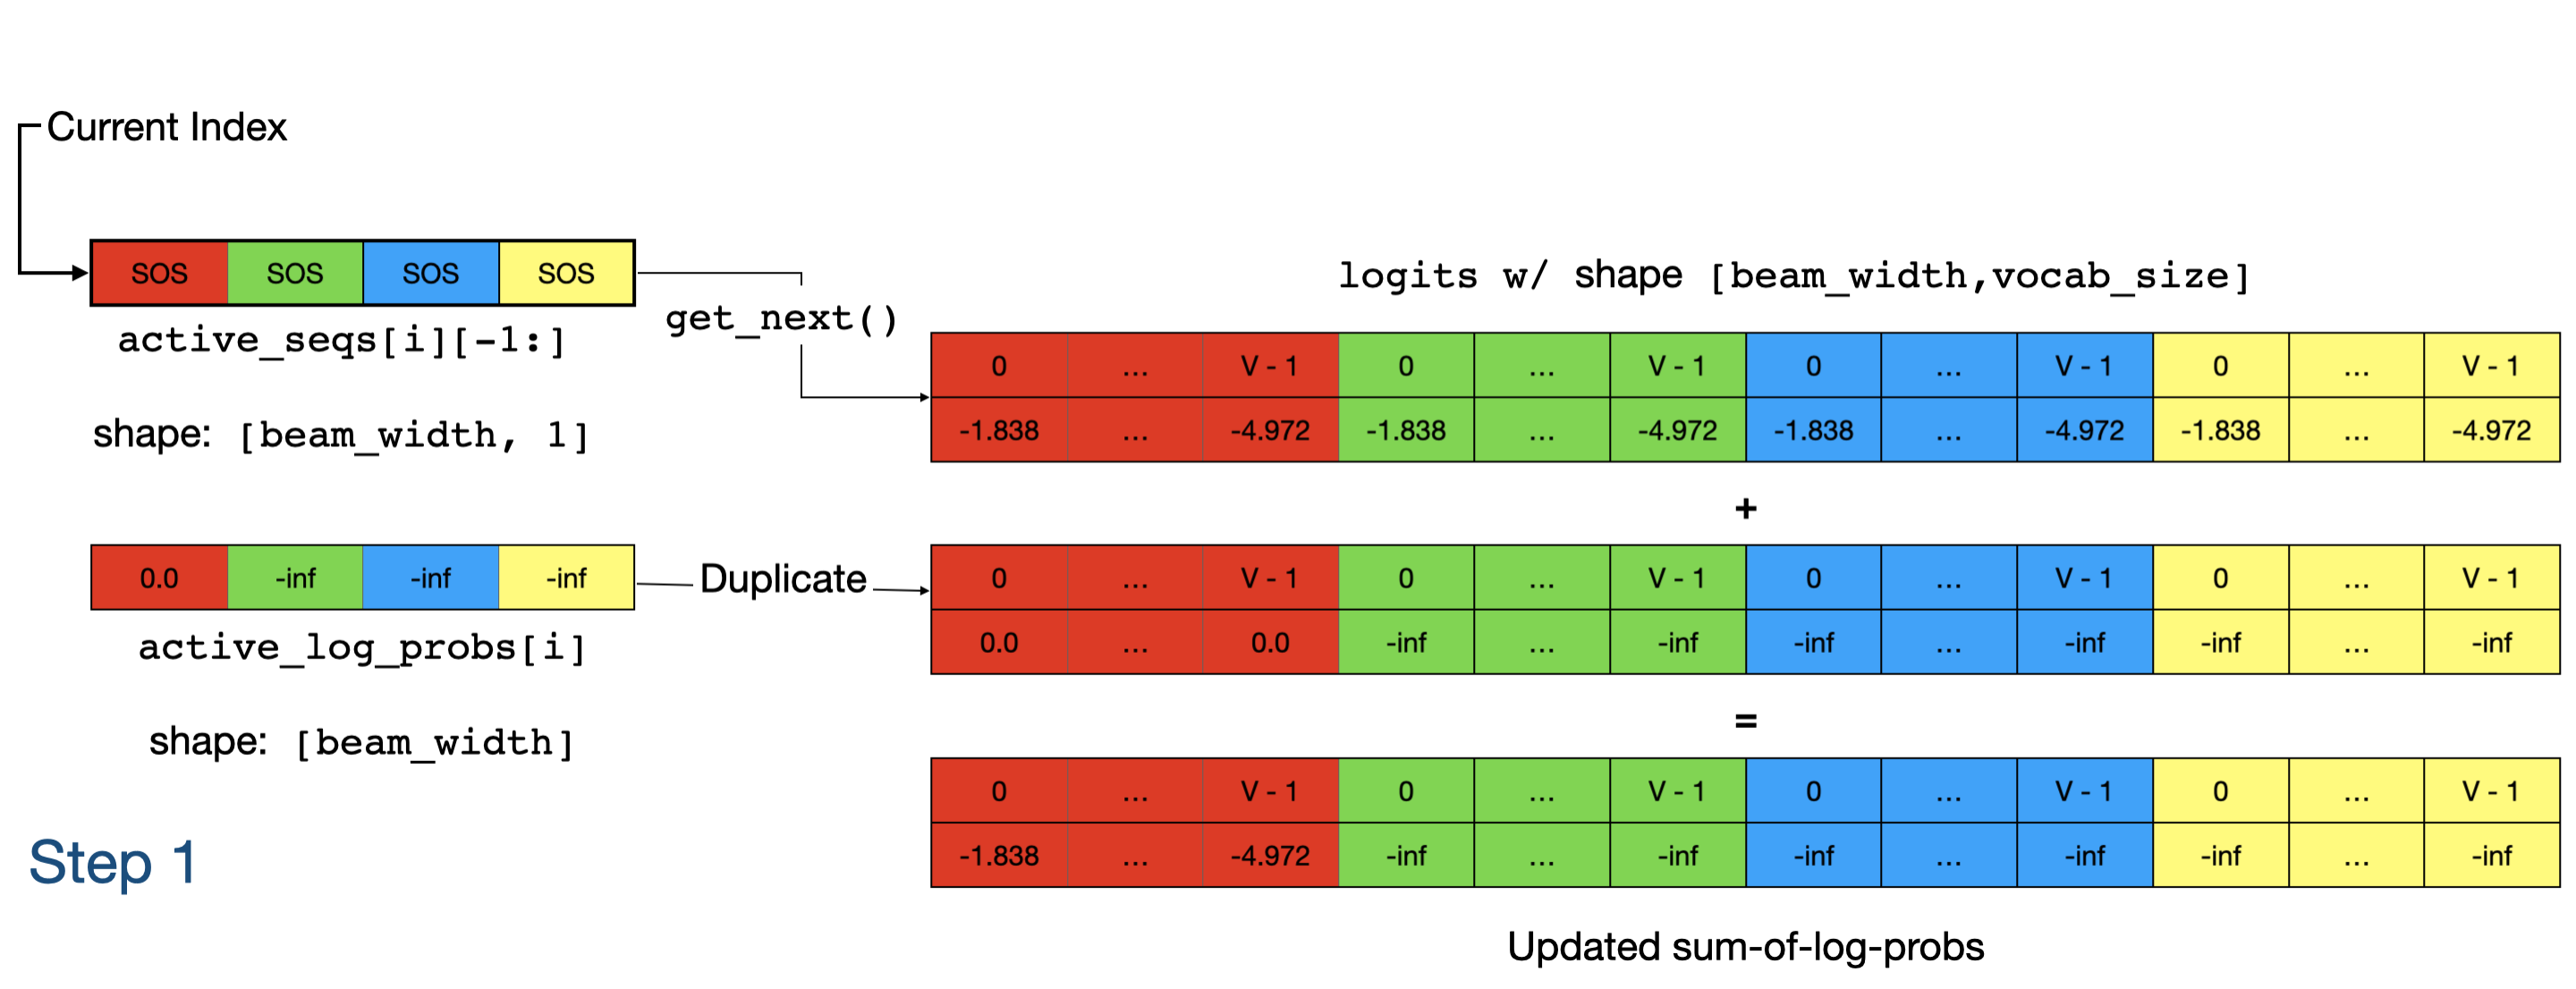 Current Index
SOS SOS SOS SOS
active_seqs[i][-1:]
shape: [beam_width, 1]
get_next()
logits w/ shape [beam_width,vocab_size]
0 ... V - 1 0 ... V - 1 0 ... V - 1 0 ... V - 1
-1.838 ... -4.972 -1.838 ... -4.972 -1.838 ... -4.972 -1.838 ... -4.972
+
0.0 -inf -inf -inf
active_log_probs[i]
shape: [beam_width]
Duplicate
0 ... V - 1 0 ... V - 1 0 ... V - 1 0 ... V - 1
0.0 ... 0.0 -inf ... -inf -inf ... -inf -inf ... -inf
=
0 ... V - 1 0 ... V - 1 0 ... V - 1 0 ... V - 1
-1.838 ... -4.972 -inf ... -inf -inf ... -inf -inf ... -inf
Updated sum-of-log-probs
Step 1